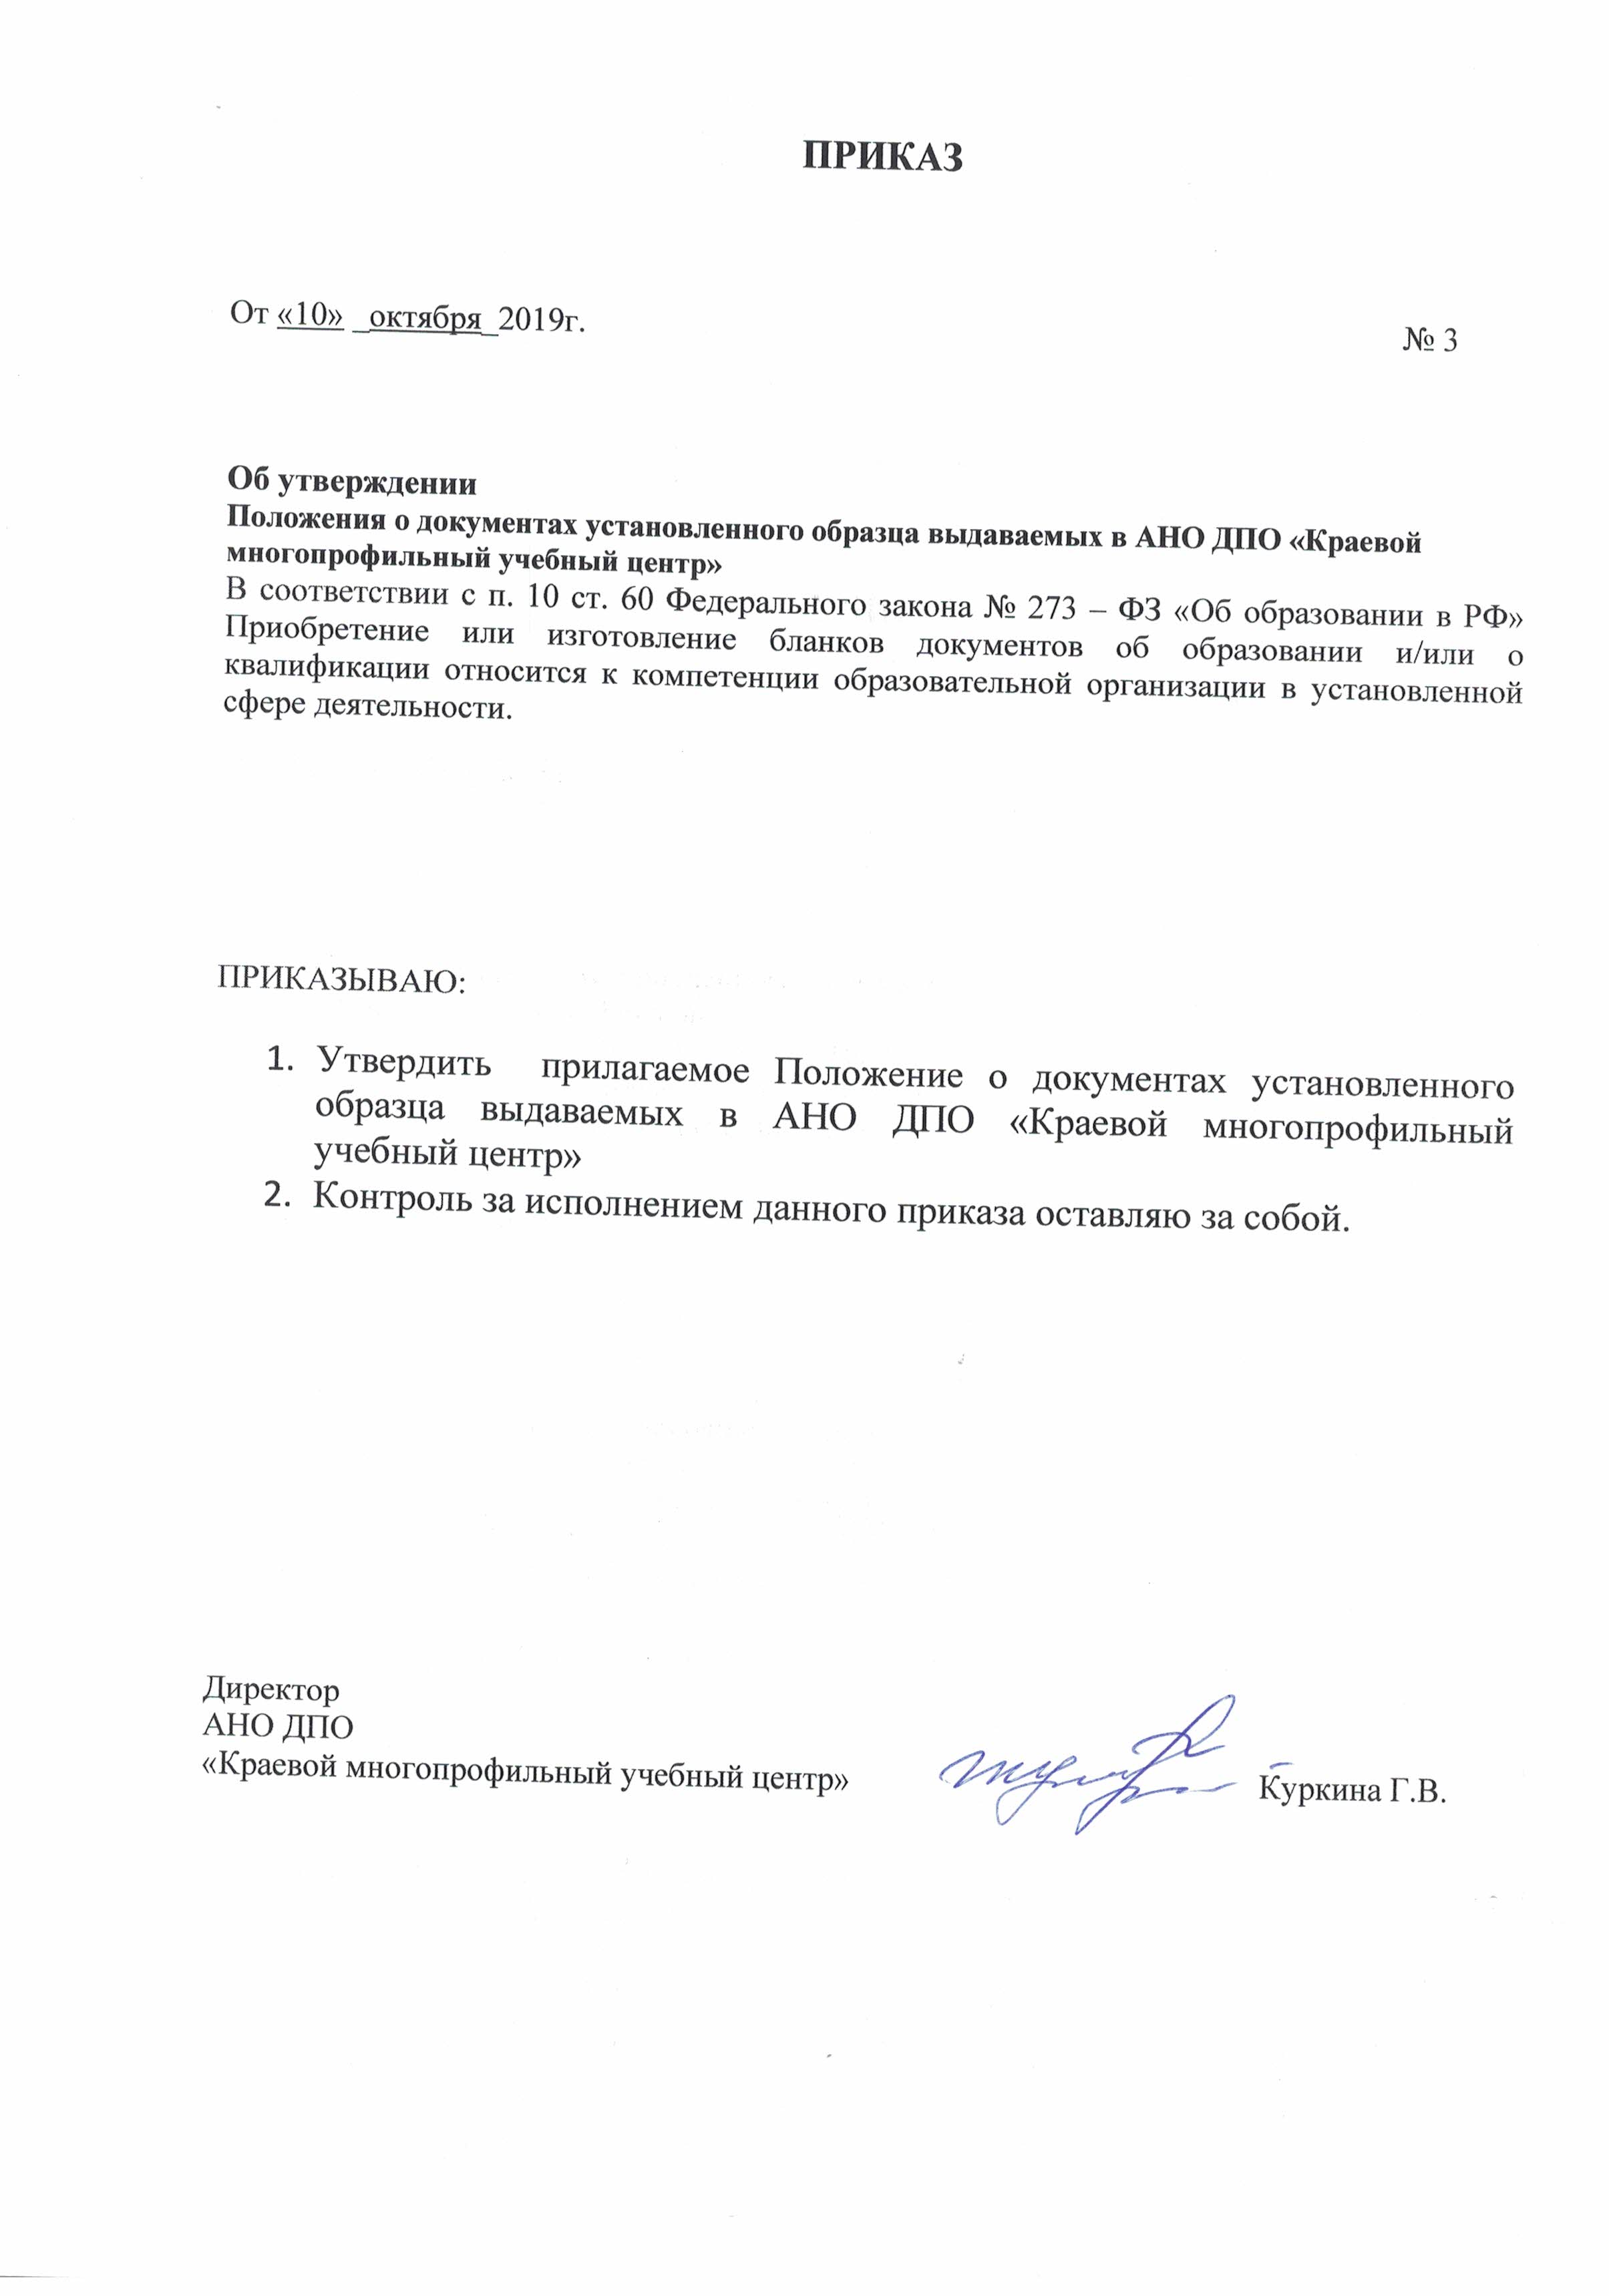 ПРИКАЗ
От «10» _октября_2019г.
№ 3
Об утверждении
Положения о документах установленного образца выдаваемых в АНО ДПО «Краевой
многопрофильный учебный центр»
В соответствии с п. 10 ст. 60 Федерального закона № 273 – ФЗ «Об образовании в РФ»
Приобретение или изготовление бланков документов об образовании и/или о
квалификации относится к компетенции образовательной организации в установленной
сфере деятельности.
ПРИКАЗЫВАЮ:
1. Утвердить прилагаемое Положение о документах установленного
образца выдаваемых в АНО ДПО «Краевой многопрофильный
учебный центр»
2. Контроль за исполнением данного приказа оставляю за собой.
Директор
АНО ДПО
«Краевой многопрофильный учебный центр»
Куркина Г.В.